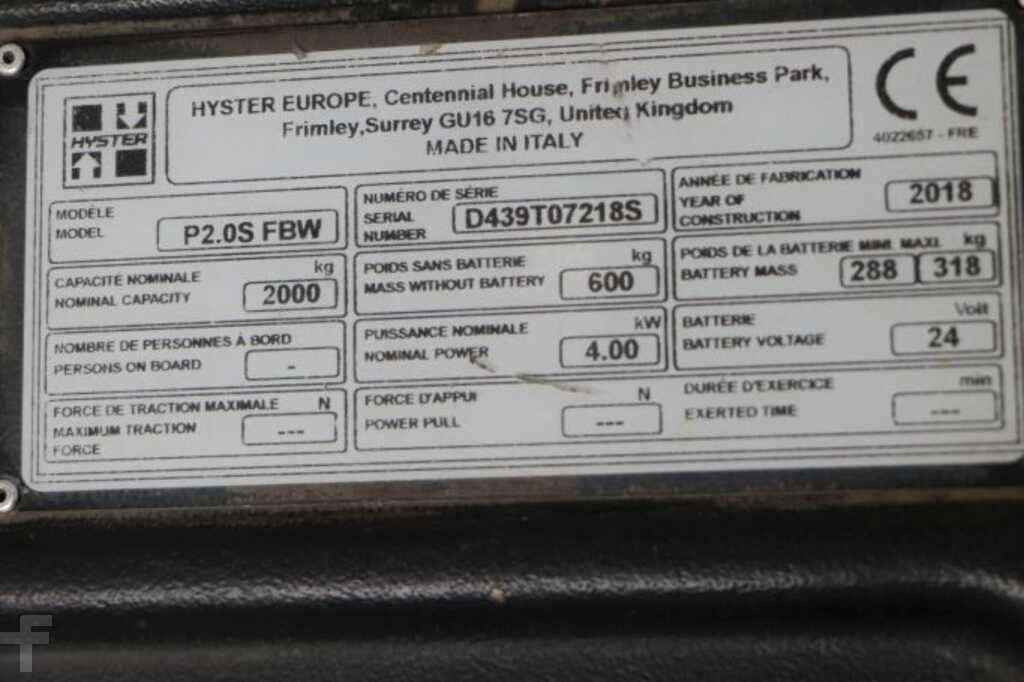 HYSTER
HYSTER EUROPE, Centennial House, Frimley Business Park,
Frimley,Surrey GU16 7SG, United Kingdom
MADE IN ITALY
CE
4022657 - FRE
MODÈLE
MODEL
P2.0S FBW
NUMÉRO DE SÉRIE
SERIAL
NUMBER
D439T07218S
ANNÉE DE FABRICATION
YEAR OF
CONSTRUCTION
2018
CAPACITÉ NOMINALE kg
NOMINAL CAPACITY 2000
POIDS SANS BATTERIE kg
MASS WITHOUT BATTERY 600
POIDS DE LA BATTERIE MINI. MAXI. kg
BATTERY MASS 288 318
NOMBRE DE PERSONNES À BORD
PERSONS ON BOARD -
PUISSANCE NOMINALE kW
NOMINAL POWER 4.00
BATTERIE Volt
BATTERY VOLTAGE 24
FORCE DE TRACTION MAXIMALE N
MAXIMUM TRACTION ---
FORCE
FORCE D'APPUI N
POWER PULL ---
DURÉE D'EXERCICE min
EXERTED TIME ---
f